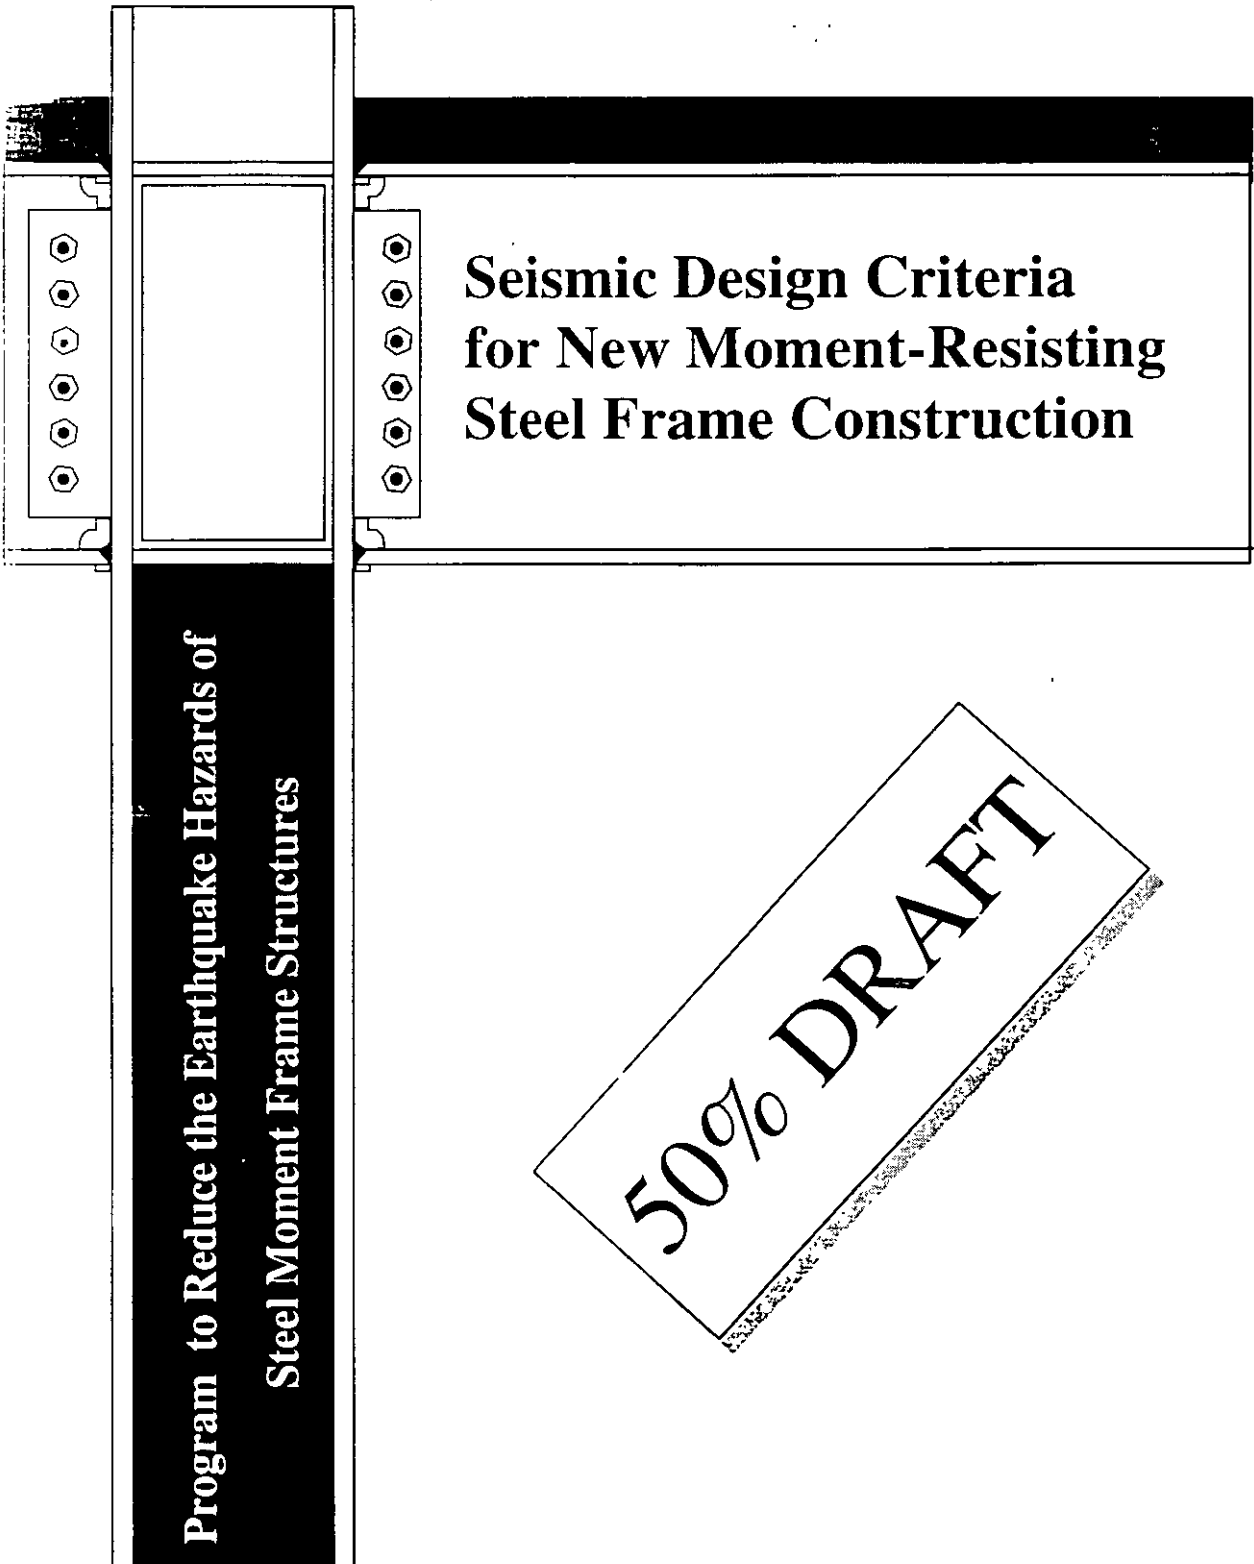 Seismic Design Criteria
for New Moment-Resisting
Steel Frame Construction
Program to Reduce the Earthquake Hazards of
Steel Moment Frame Structures
50% DRAFT